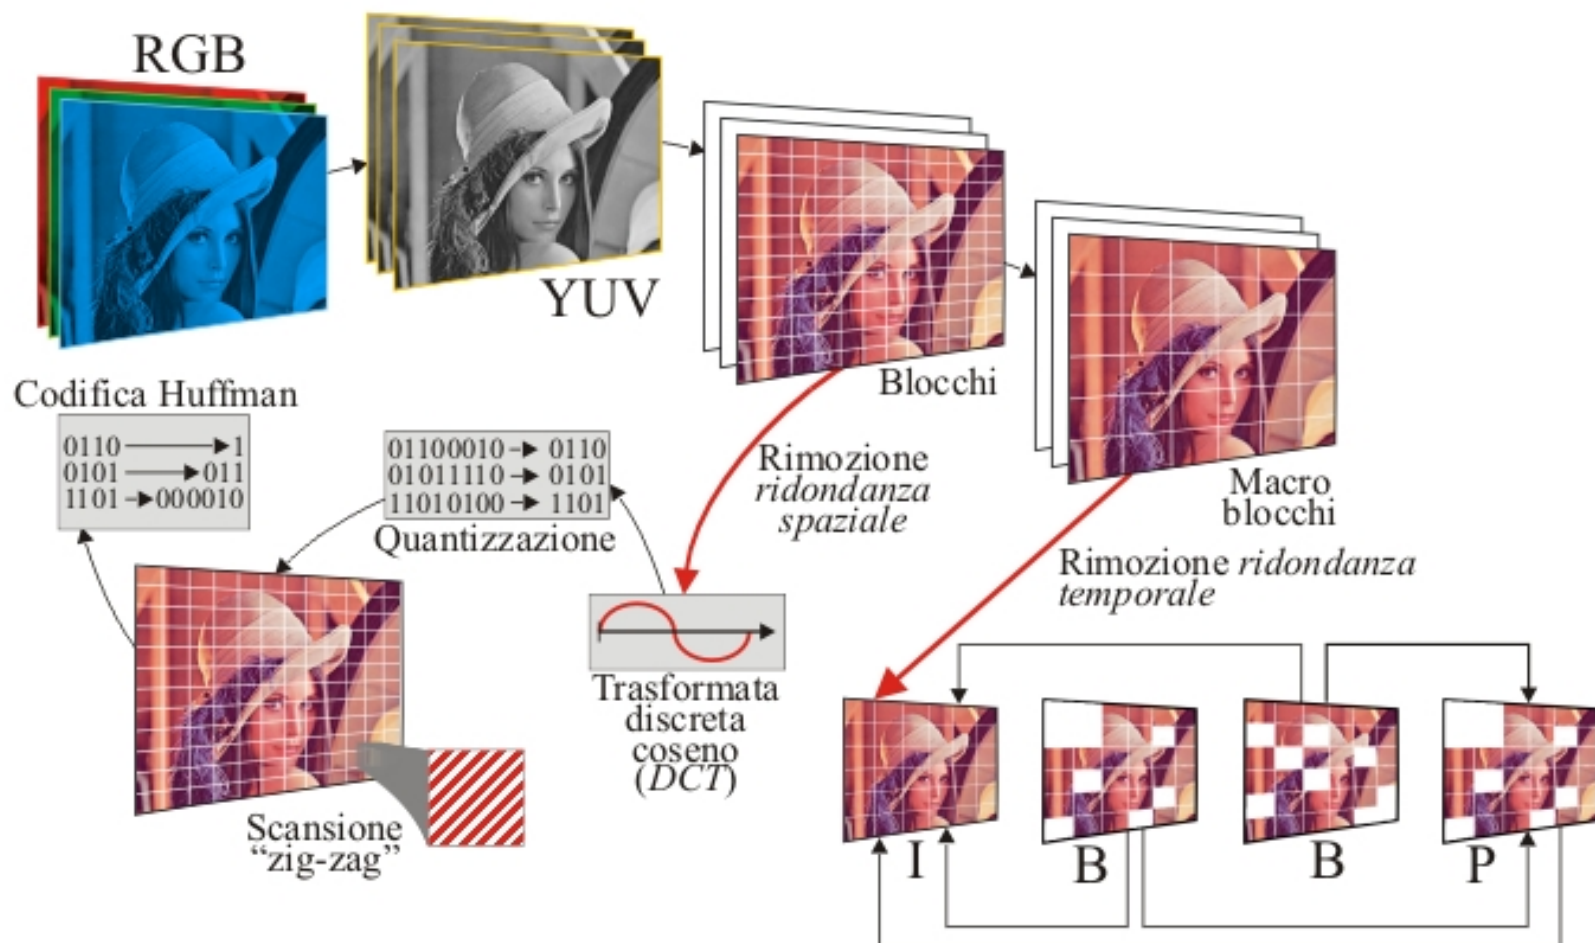 RGB
YUV
Blocchi
Macro
blocchi
Codifica Huffman
0110 → 1
0101 → 011
1101 → 000010
01100010 → 0110
01011110 → 0101
11010100 → 1101
Quantizzazione
Rimozione
ridondanza
spaziale
Rimozione ridondanza
temporale
Trasformata
discreta
coseno
(DCT)
Scansione
“zig-zag”
I
B
B
P